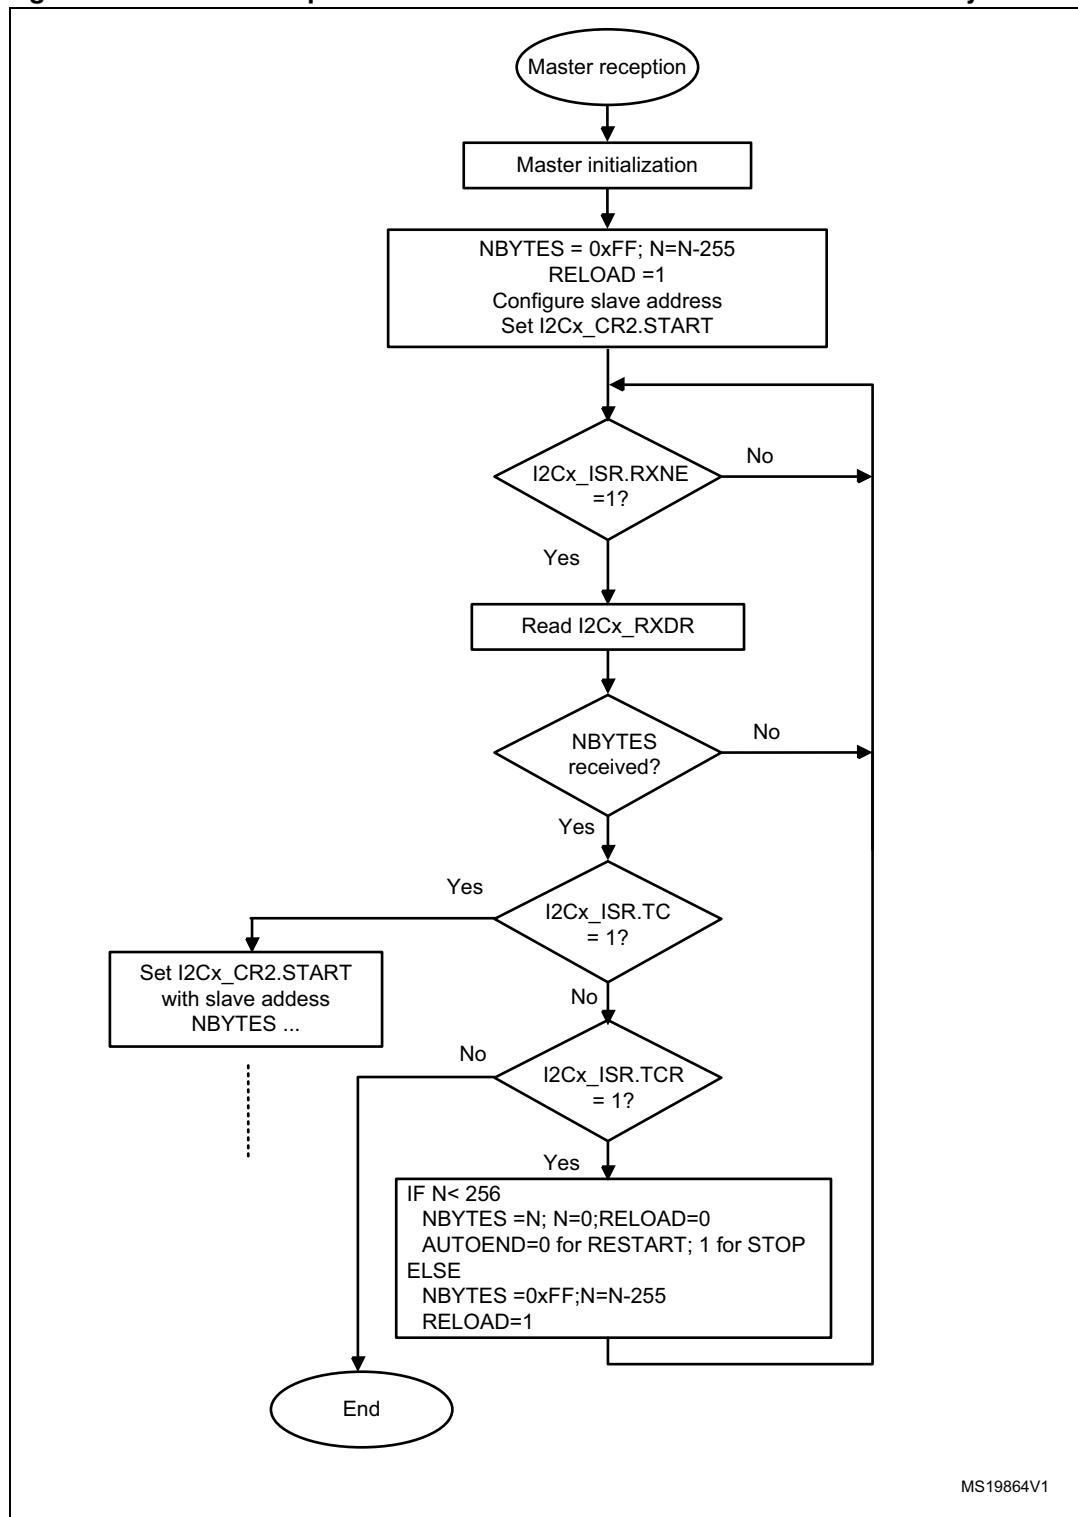 Master reception
Master initialization
NBYTES = 0xFF; N=N-255
RELOAD =1
Configure slave address
Set I2Cx_CR2.START
I2Cx_ISR.RXNE
=1?
No
Yes
Read I2Cx_RXDR
NBYTES
received?
No
Yes
I2Cx_ISR.TC
= 1?
Yes
Set I2Cx_CR2.START
with slave addess
NBYTES ...
No
I2Cx_ISR.TCR
= 1?
No
Yes
IF N< 256
NBYTES =N; N=0;RELOAD=0
AUTOEND=0 for RESTART; 1 for STOP
ELSE
NBYTES =0xFF;N=N-255
RELOAD=1
End
MS19864V1